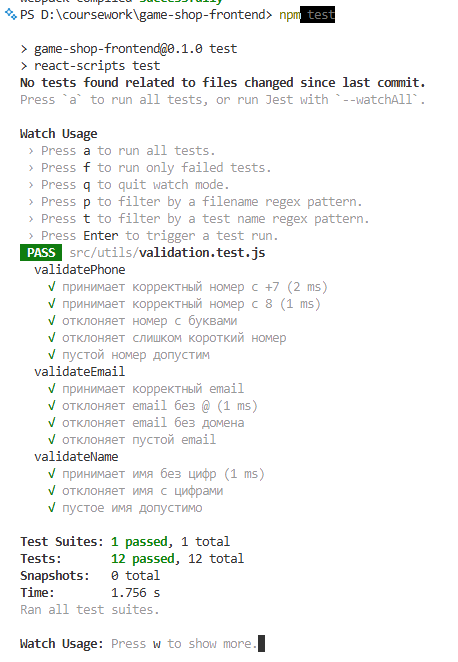 webpack compiled successfully
PS D:\coursework\game-shop-frontend> npm test
> game-shop-frontend@0.1.0 test
> react-scripts test
No tests found related to files changed since last commit.
Press `a` to run all tests, or run Jest with `--watchAll`.
Watch Usage
› Press a to run all tests.
› Press f to run only failed tests.
› Press q to quit watch mode.
› Press p to filter by a filename regex pattern.
› Press t to filter by a test name regex pattern.
› Press Enter to trigger a test run.
PASS src/utils/validation.test.js
validatePhone
√ принимает корректный номер с +7 (2 ms)
√ принимает корректный номер с 8 (1 ms)
√ отклоняет номер с буквами
√ отклоняет слишком короткий номер
√ пустой номер допустим
validateEmail
√ принимает корректный email
√ отклоняет email без @ (1 ms)
√ отклоняет email без домена
√ отклоняет пустой email
validateName
√ принимает имя без цифр (1 ms)
√ отклоняет имя с цифрами
√ пустое имя допустимо
Test Suites: 1 passed, 1 total
Tests: 12 passed, 12 total
Snapshots: 0 total
Time: 1.756 s
Ran all test suites.
Watch Usage: Press w to show more.